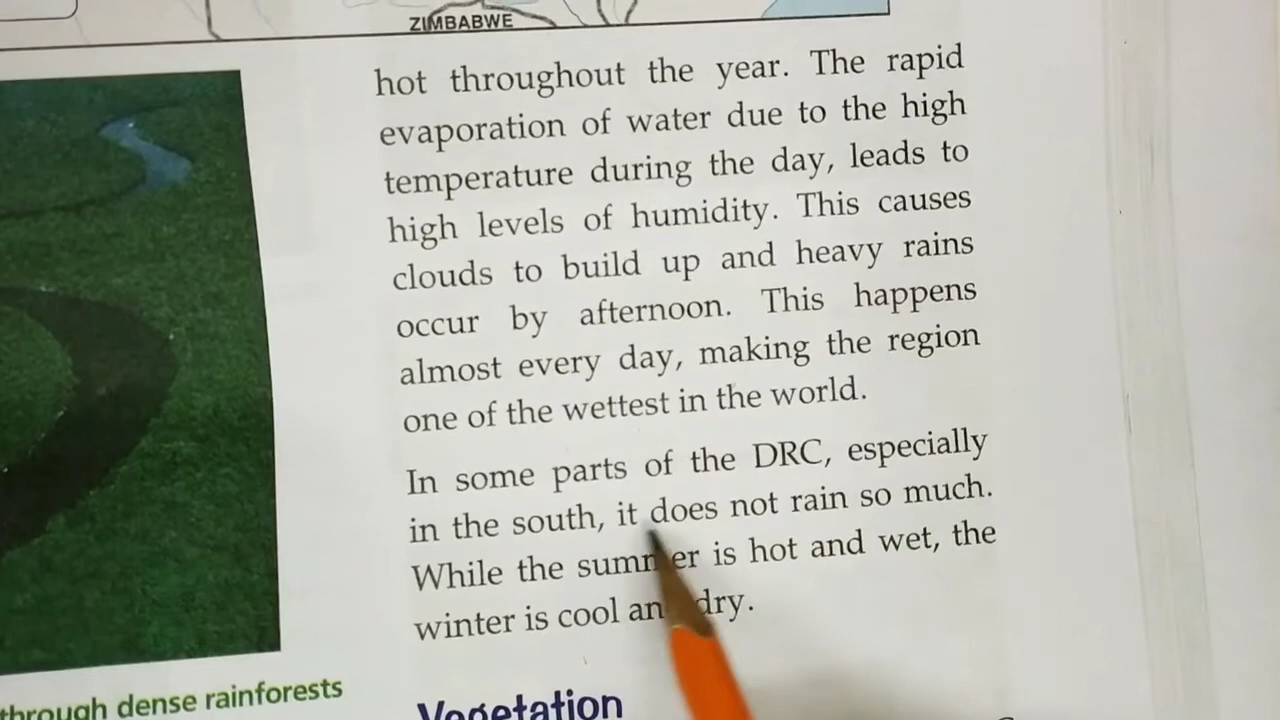 ZIMBABWE
hot throughout the year. The rapid
evaporation of water due to the high
temperature during the day, leads to
high levels of humidity. This causes
clouds to build up and heavy rains
occur by afternoon. This happens
almost every day, making the region
one of the wettest in the world.
In some parts of the DRC, especially
in the south, it does not rain so much.
While the summer is hot and wet, the
winter is cool and dry.
through dense rainforests
Vegetation